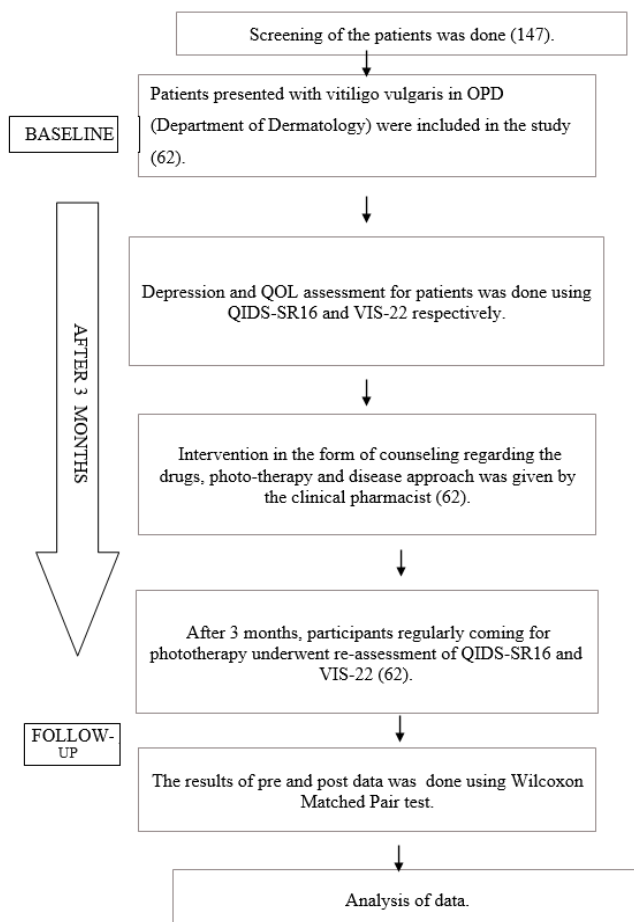 Screening of the patients was done (147).
Patients presented with vitiligo vulgaris in OPD
(Department of Dermatology) were included in the study
(62).
BASELINE
Depression and QOL assessment for patients was done using
QIDS-SR16 and VIS-22 respectively.
AFTER 3 MONTHS
Intervention in the form of counseling regarding the
drugs, photo-therapy and disease approach was given by
the clinical pharmacist (62).
After 3 months, participants regularly coming for
phototherapy underwent re-assessment of QIDS-SR16 and
VIS-22 (62).
FOLLOW-
UP
The results of pre and post data was done using Wilcoxon
Matched Pair test.
Analysis of data.